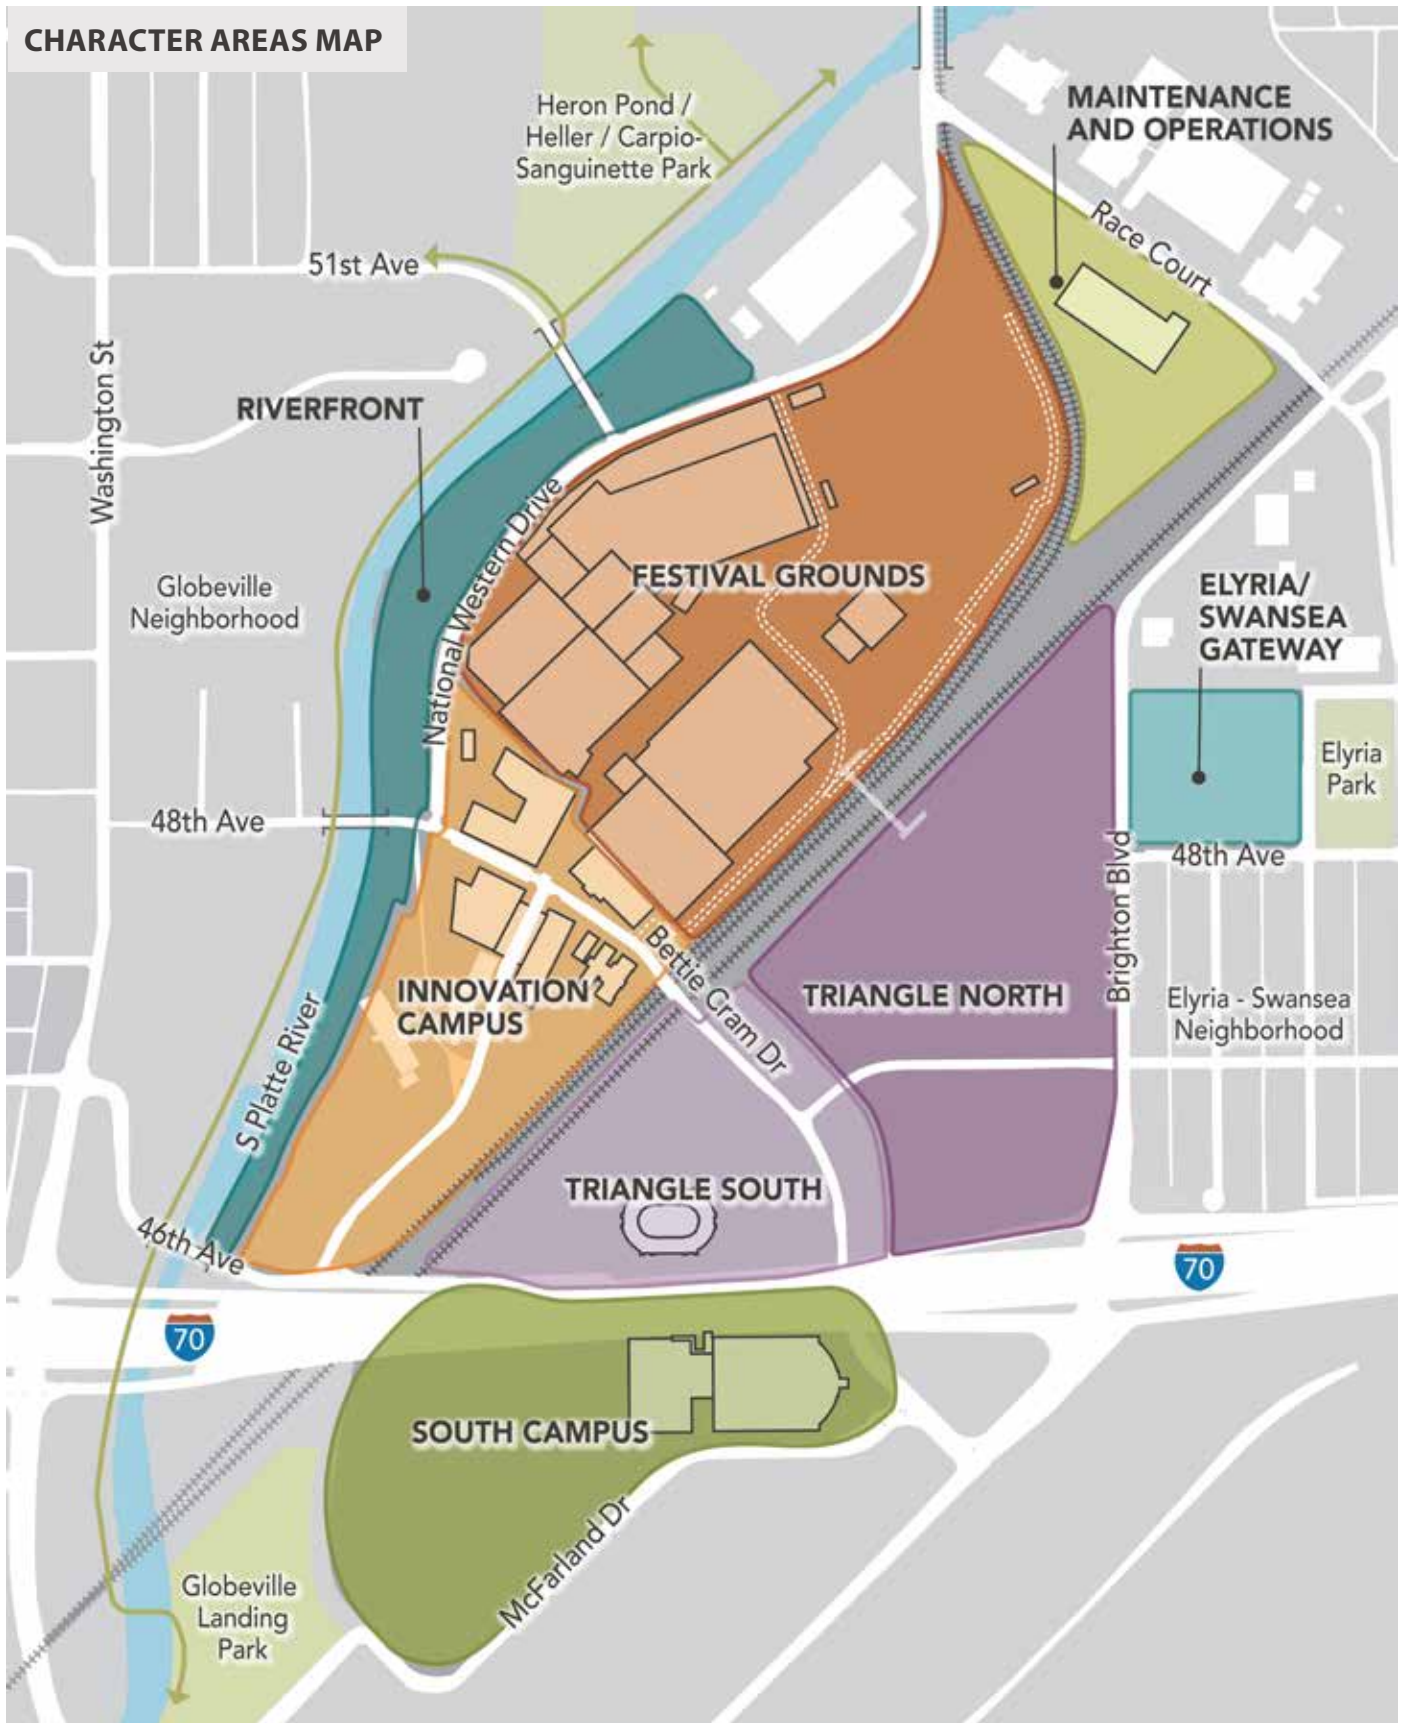 CHARACTER AREAS MAP
MAINTENANCE
AND OPERATIONS
Heron Pond /
Heller / Carpio-
Sanguinette Park
Race Court
51st Ave
Washington St
RIVERFRONT
National Western Drive
FESTIVAL GROUNDS
Globeville
Neighborhood
ELYRIA/
SWANSEA
GATEWAY
Elyria
Park
48th Ave
48th Ave
Brighton Blvd
Bettie Cram Dr
INNOVATION
CAMPUS
TRIANGLE NORTH
Elyria - Swansea
Neighborhood
S Platte River
TRIANGLE SOUTH
46th Ave
70
70
SOUTH CAMPUS
McFarland Dr
Globeville
Landing
Park